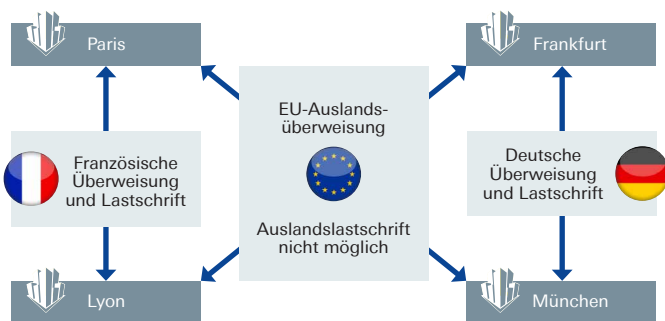 Paris
Frankfurt
EU-Auslands-
überweisung
Französische
Überweisung
und Lastschrift
Deutsche
Überweisung
und Lastschrift
Auslandslastschrift
nicht möglich
Lyon
München